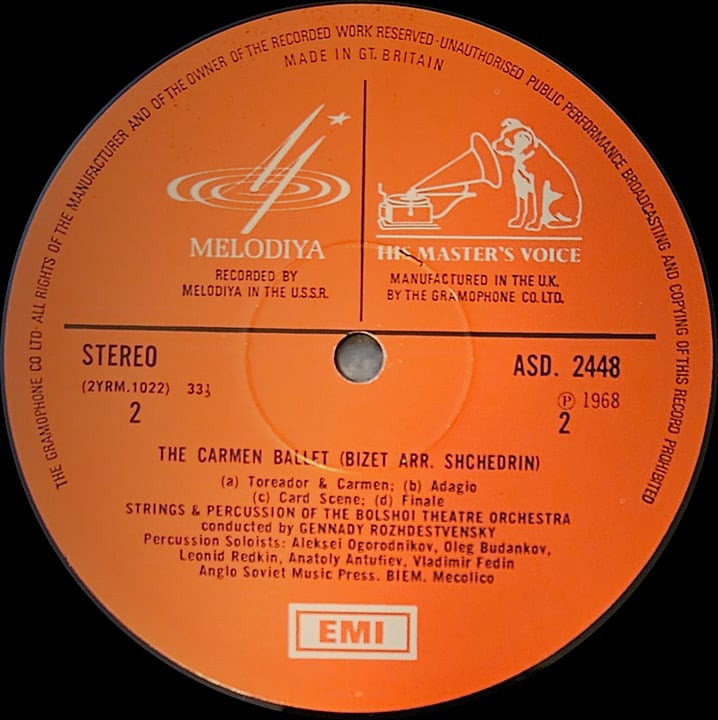 THE GRAMOPHONE CO LTD· ALL RIGHTS OF THE MANUFACTURER AND OF THE OWNER OF THE RECORDED WORK RESERVED·UNAUTHORISED PUBLIC PERFORMANCE BROADCASTING AND COPYING OF THIS RECORD PROHIBITED
MADE IN GT. BRITAIN
MELODIYA
RECORDED BY
MELODIYA IN THE U.S.S.R.
HIS MASTER'S VOICE
MANUFACTURED IN THE U.K.
BY THE GRAMOPHONE CO. LTD.
STEREO
(2YRM.1022) 33⅓
2
ASD. 2448
℗ 1968
2
THE CARMEN BALLET (BIZET ARR. SHCHEDRIN)
(a) Toreador & Carmen; (b) Adagio
(c) Card Scene; (d) Finale
STRINGS & PERCUSSION OF THE BOLSHOI THEATRE ORCHESTRA
conducted by GENNADY ROZHDESTVENSKY
Percussion Soloists: Aleksei Ogorodnikov, Oleg Budankov,
Leonid Redkin, Anatoly Antufiev, Vladimir Fedin
Anglo Soviet Music Press. BIEM. Mecolico
EMI